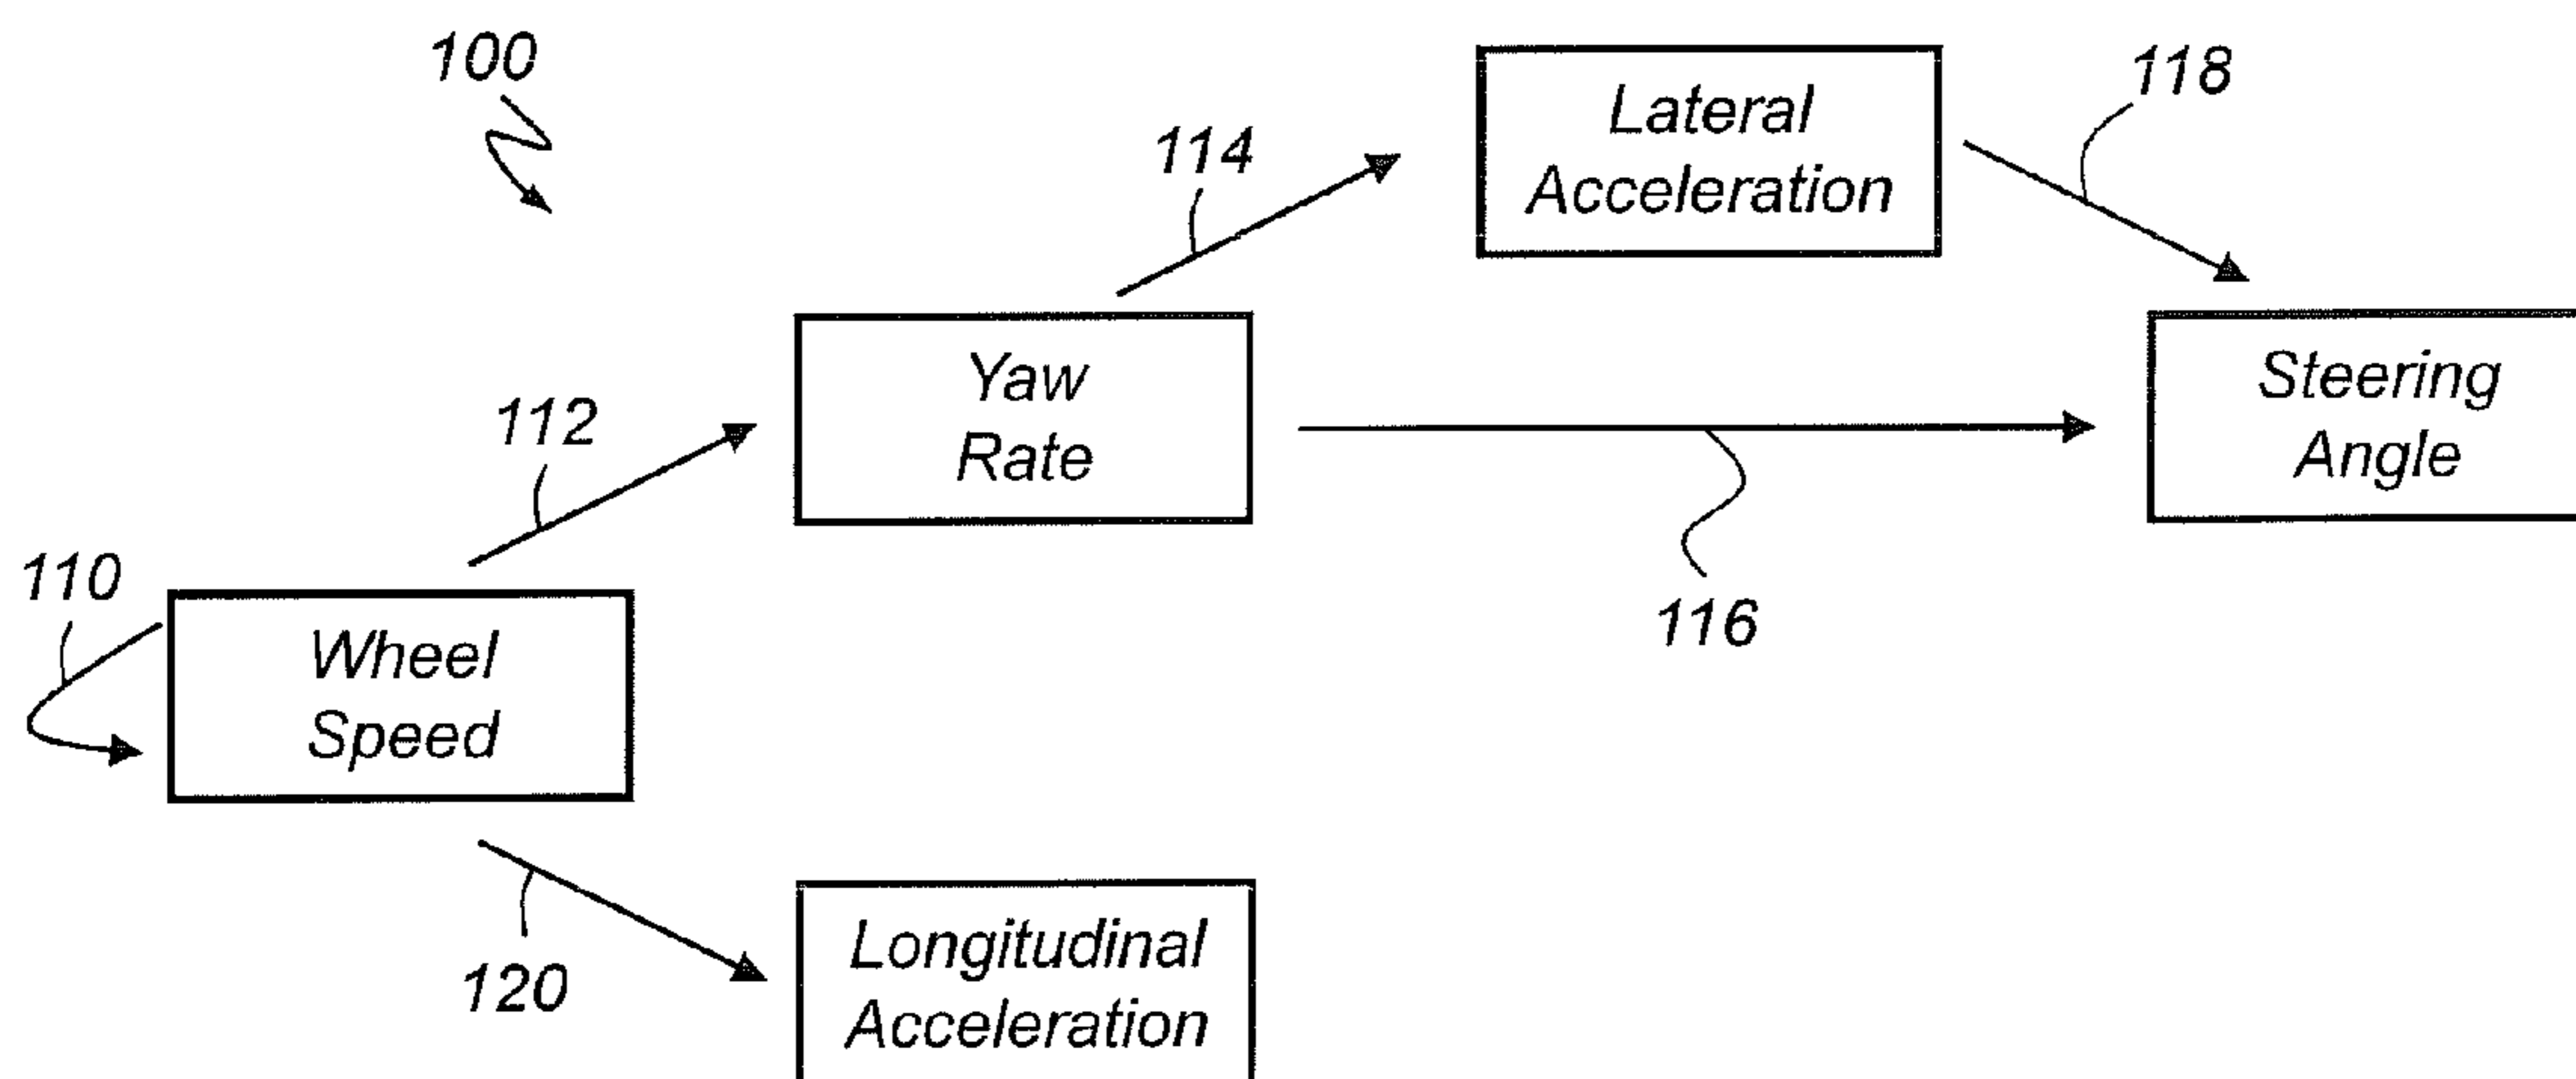 100
118
Lateral
Acceleration
114
Yaw
Rate
Steering
Angle
112
116
110
Wheel
Speed
Longitudinal
Acceleration
120